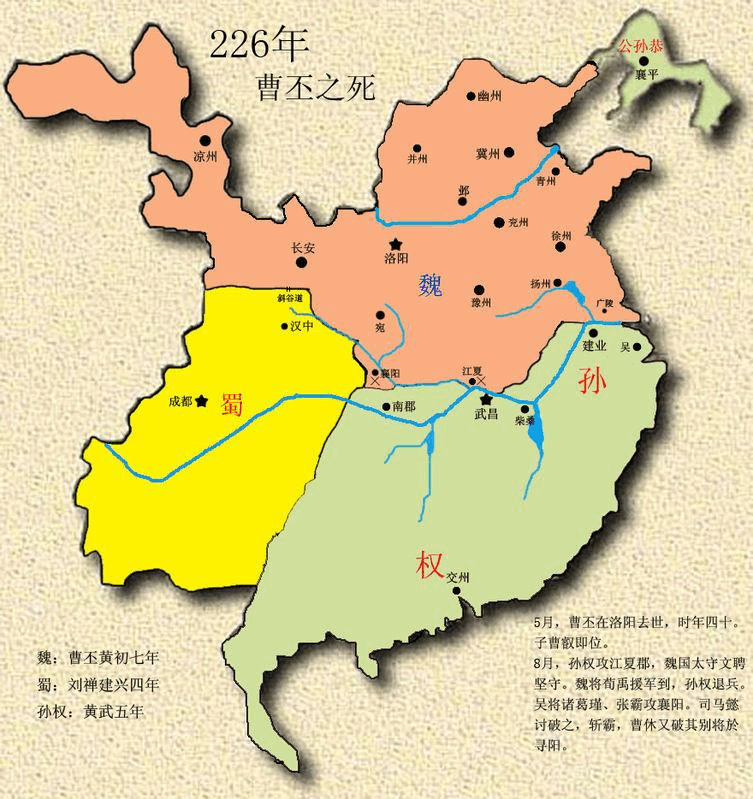 226年
曹丕之死
公孙恭
襄平
幽州
凉州
并州
冀州
青州
邺
兖州
徐州
洛阳
长安
魏
扬州
豫州
广陵
斜谷道
汉中
宛
建业
吴
襄阳
江夏
孙
成都
蜀
南郡
武昌
柴桑
权
交州
5月，曹丕在洛阳去世，时年四十。
子曹叡即位。
8月，孙权攻江夏郡，魏国太守文聘
坚守。魏将荀禹援军到，孙权退兵。
吴将诸葛瑾、张霸攻襄阳。司马懿
讨破之，斩霸，曹休又破其别将於
寻阳。
魏：曹丕黄初七年
蜀：刘禅建兴四年
孙权：黄武五年